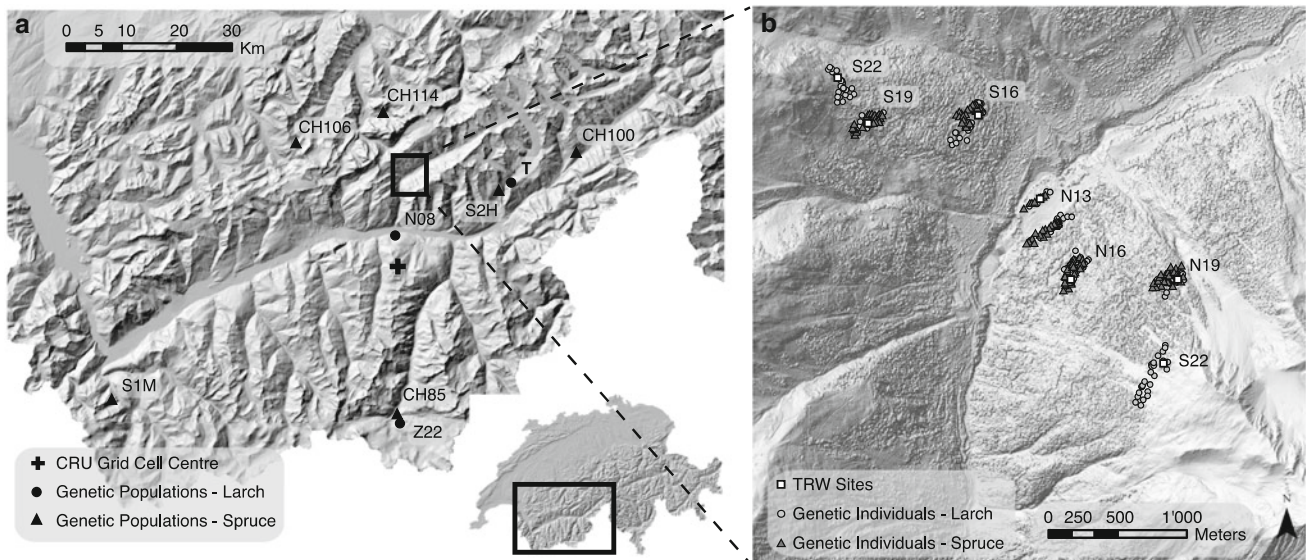 a
0 5 10 20 30
Km
CH114
CH106
CH100
T
S2H
N08
S1M
CH85
Z22
CRU Grid Cell Centre
Genetic Populations - Larch
Genetic Populations - Spruce
b
S22
S19
S16
N13
N16
N19
S22
TRW Sites
Genetic Individuals - Larch
Genetic Individuals - Spruce
0 250 500 1'000
Meters
N